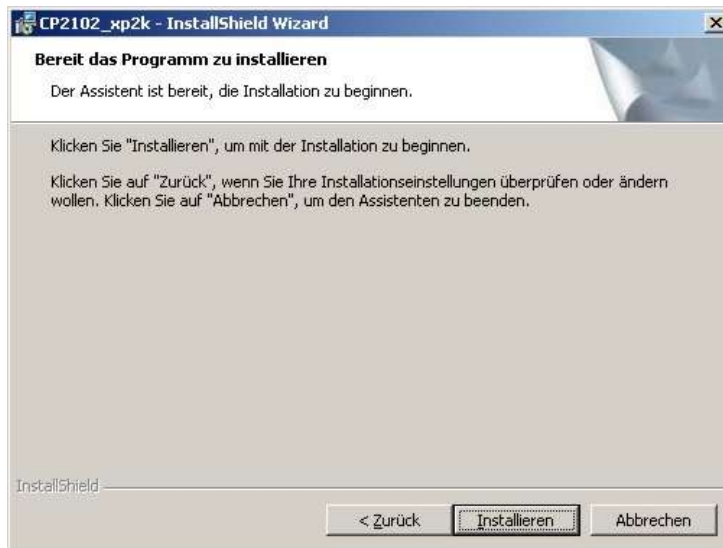 CP2102_xp2k - InstallShield Wizard
Bereit das Programm zu installieren
Der Assistent ist bereit, die Installation zu beginnen.
Klicken Sie "Installieren", um mit der Installation zu beginnen.
Klicken Sie auf "Zurück", wenn Sie Ihre Installationseinstellungen überprüfen oder ändern
wollen. Klicken Sie auf "Abbrechen", um den Assistenten zu beenden.
InstallShield
< Zurück Installieren Abbrechen